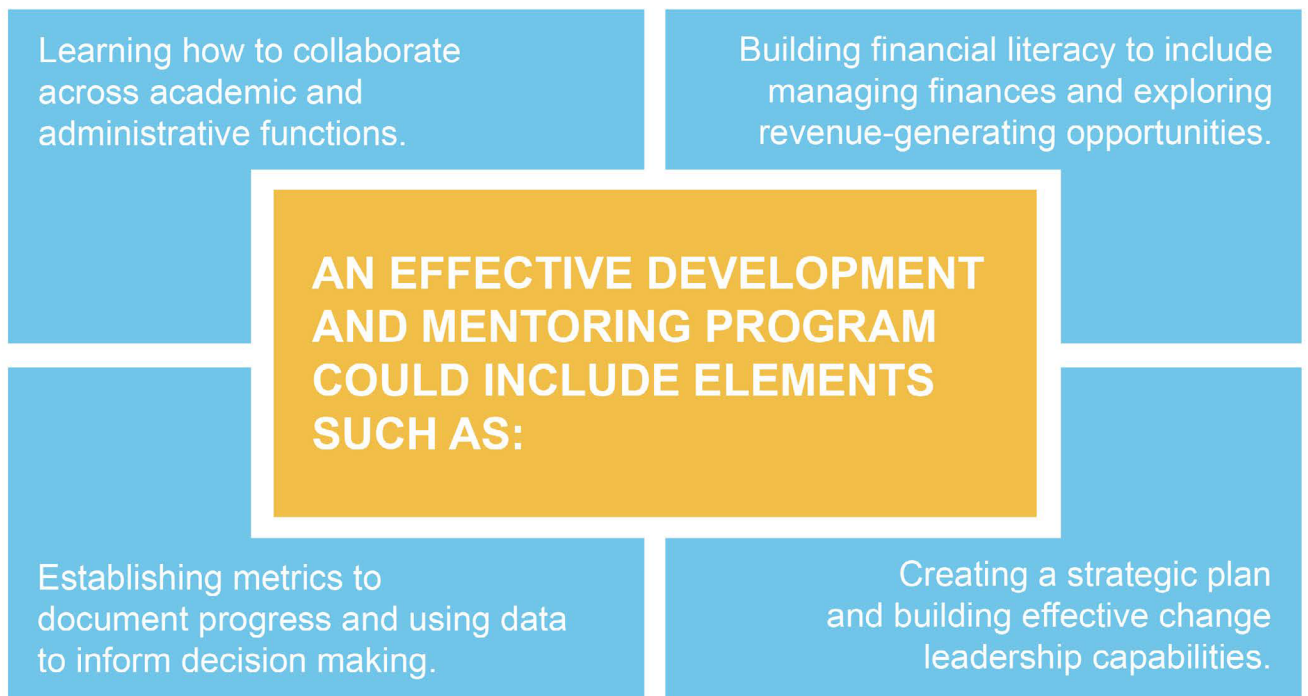 Learning how to collaborate
across academic and
administrative functions.
Building financial literacy to include
managing finances and exploring
revenue-generating opportunities.
AN EFFECTIVE DEVELOPMENT
AND MENTORING PROGRAM
COULD INCLUDE ELEMENTS
SUCH AS:
Establishing metrics to
document progress and using data
to inform decision making.
Creating a strategic plan
and building effective change
leadership capabilities.